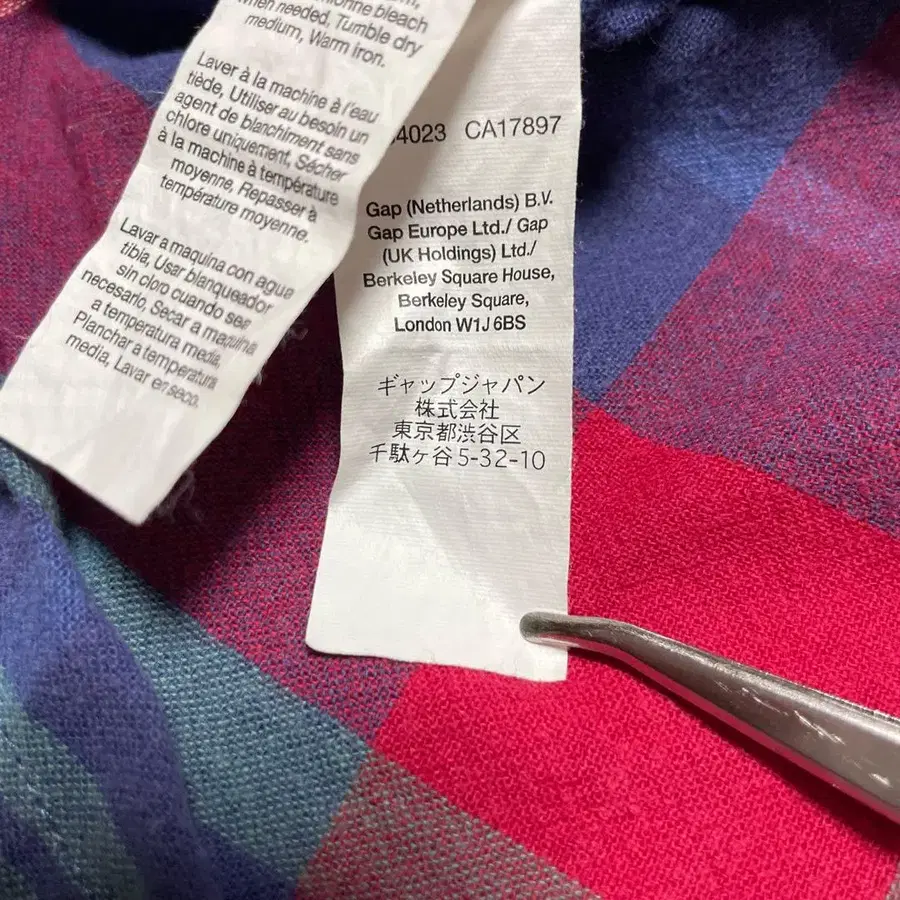 when needed. Tumble dry
medium, Warm iron.
Laver à la machine à l'eau
tiède, Utiliser au besoin un
agent de blanchiment sans
chlore uniquement, Sécher
à la machine à température
moyenne, Repasser à
température moyenne.
Lavar a maquina con agua
tibia, Usar blanqueador
sin cloro cuando sea
necesario, Secar a maquina
a temperatura media,
Planchar a temperatura
media, Lavar en seco.
4023 CA17897
Gap (Netherlands) B.V.
Gap Europe Ltd./ Gap
(UK Holdings) Ltd./
Berkeley Square House,
Berkeley Square,
London W1J 6BS
ギャップジャパン
株式会社
東京都渋谷区
千駄ヶ谷5-32-10